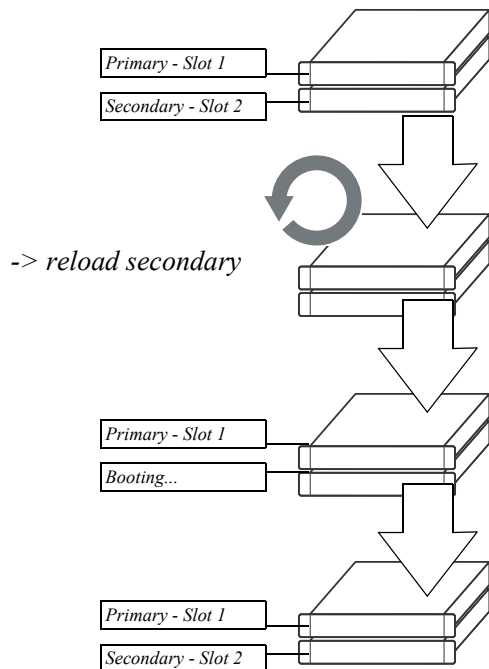 Primary - Slot 1
Secondary - Slot 2
-> reload secondary
Primary - Slot 1
Booting...
Primary - Slot 1
Secondary - Slot 2